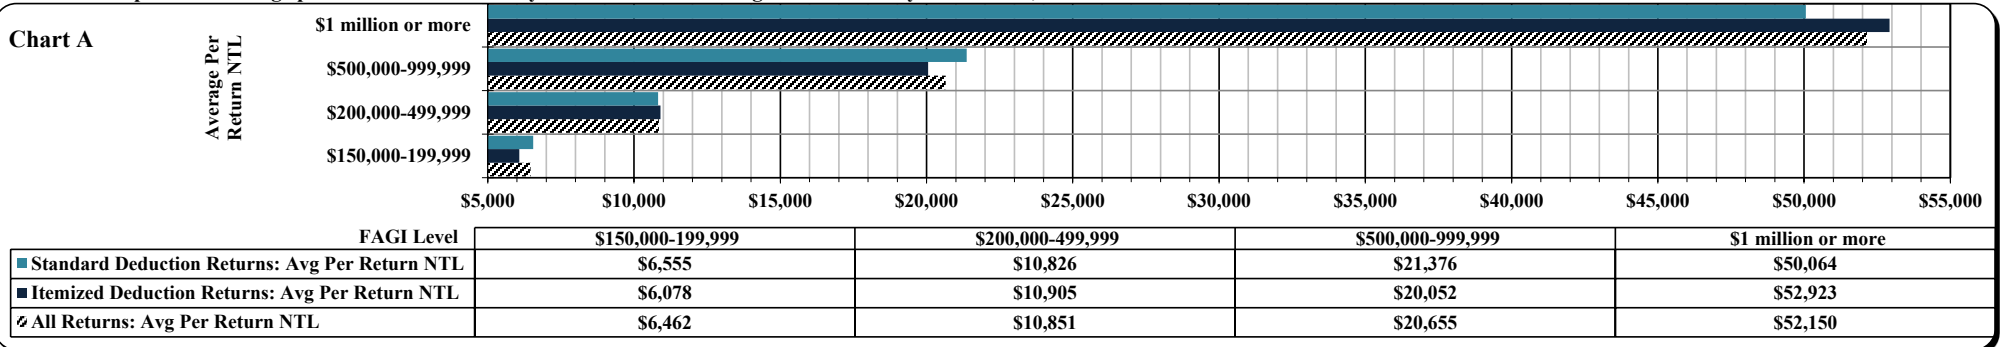 Chart A
Average Per
Return NTL
$1 million or more
$500,000-999,999
$200,000-499,999
$150,000-199,999
$5,000 $10,000 $15,000 $20,000 $25,000 $30,000 $35,000 $40,000 $45,000 $50,000 $55,000
FAGI Level $150,000-199,999 $200,000-499,999 $500,000-999,999 $1 million or more
Standard Deduction Returns: Avg Per Return NTL $6,555 $10,826 $21,376 $50,064
Itemized Deduction Returns: Avg Per Return NTL $6,078 $10,905 $20,052 $52,923
All Returns: Avg Per Return NTL $6,462 $10,851 $20,655 $52,150